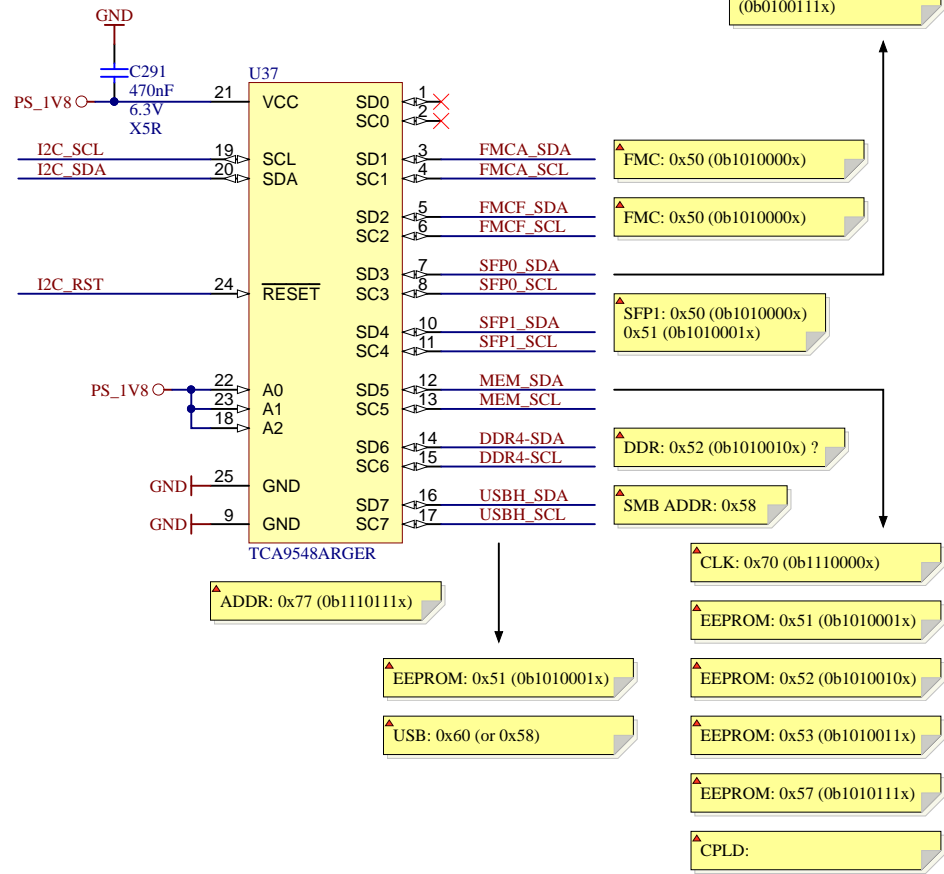 (0b0100111x)
GND
C291
470nF
6.3V
X5R
PS_1V8
U37
21
VCC
I2C_SCL
19
SCL
I2C_SDA
20
SDA
I2C_RST
24
RESET
PS_1V8
22
A0
23
A1
18
A2
GND
25
GND
GND
9
GND
SD0
1
SC0
2
SD1
3
FMCA_SDA
SC1
4
FMCA_SCL
FMC: 0x50 (0b1010000x)
SD2
5
FMCF_SDA
SC2
6
FMCF_SCL
FMC: 0x50 (0b1010000x)
SD3
7
SFP0_SDA
SC3
8
SFP0_SCL
SD4
10
SFP1_SDA
SC4
11
SFP1_SCL
SFP1: 0x50 (0b1010000x)
0x51 (0b1010001x)
SD5
12
MEM_SDA
SC5
13
MEM_SCL
SD6
14
DDR4-SDA
SC6
15
DDR4-SCL
DDR: 0x52 (0b1010010x) ?
SD7
16
USBH_SDA
SC7
17
USBH_SCL
SMB ADDR: 0x58
TCA9548ARGER
ADDR: 0x77 (0b1110111x)
EEPROM: 0x51 (0b1010001x)
USB: 0x60 (or 0x58)
CLK: 0x70 (0b1110000x)
EEPROM: 0x51 (0b1010001x)
EEPROM: 0x52 (0b1010010x)
EEPROM: 0x53 (0b1010011x)
EEPROM: 0x57 (0b1010111x)
CPLD: